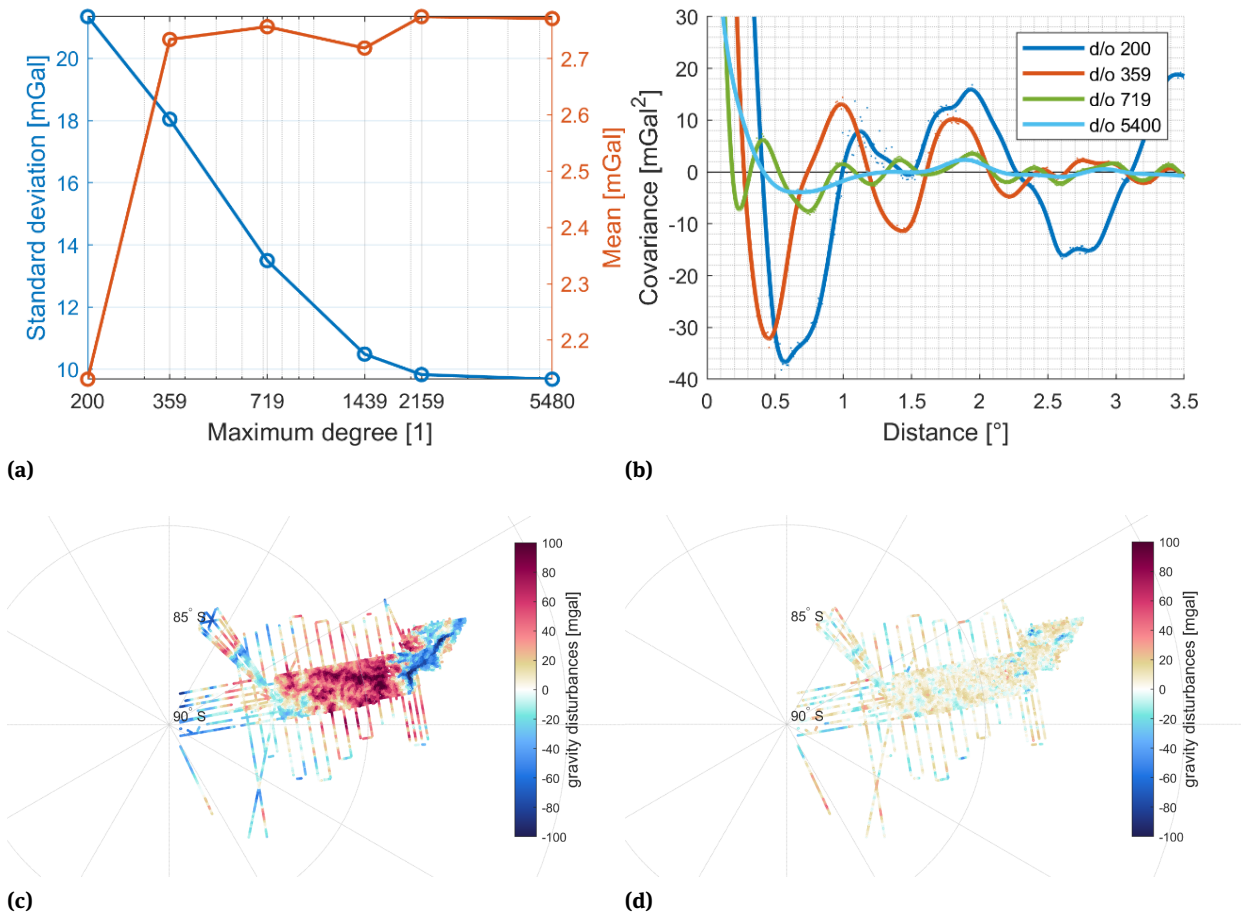 20
18
16
14
12
10
Standard deviation [mGal]
2.7
2.6
2.5
2.4
2.3
2.2
Mean [mGal]
200 359 719 1439 2159 5480
Maximum degree [1]
(a)
30
20
10
0
-10
-20
-30
-40
Covariance [mGal²]
d/o 200
d/o 359
d/o 719
d/o 5400
0 0.5 1 1.5 2 2.5 3 3.5
Distance [°]
(b)
85° S
90° S
100
80
60
40
20
0
-20
-40
-60
-80
-100
gravity disturbances [mgal]
(c)
85° S
90° S
100
80
60
40
20
0
-20
-40
-60
-80
-100
gravity disturbances [mgal]
(d)